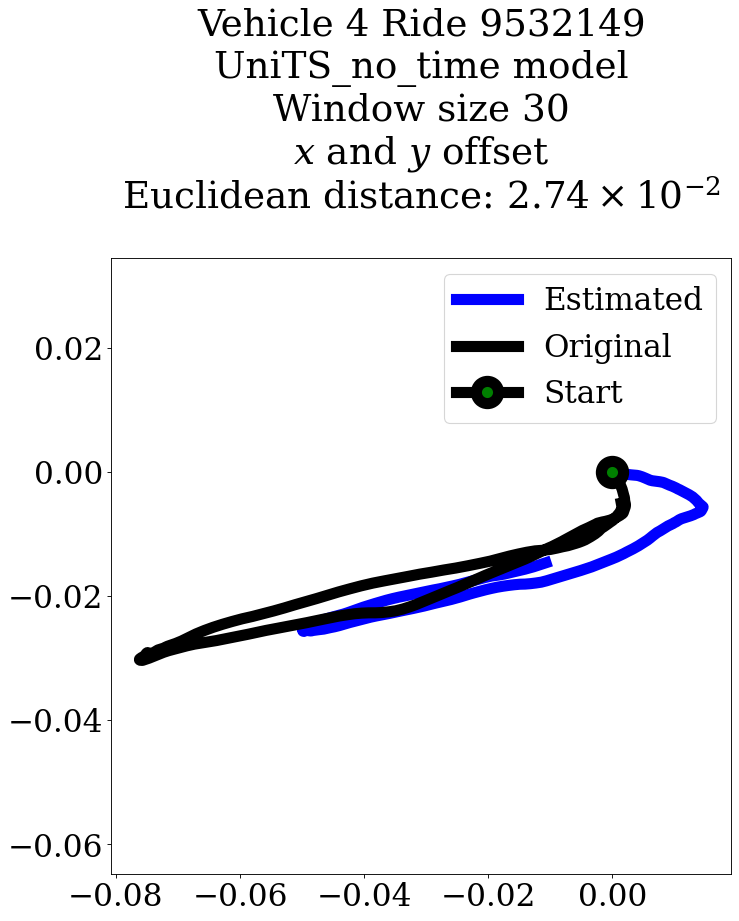 Vehicle 4 Ride 9532149
UniTS_no_time model
Window size 30
x and y offset
Euclidean distance: 2.74 × 10⁻²
Estimated
Original
Start
0.02
0.00
−0.02
−0.04
−0.06
−0.08 −0.06 −0.04 −0.02 0.00